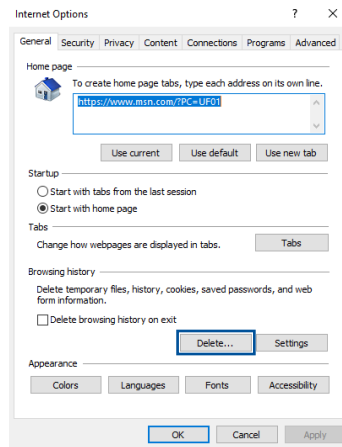 Internet Options ? ×
General Security Privacy Content Connections Programs Advanced
Home page
To create home page tabs, type each address on its own line.
https://www.msn.com/?PC=UF01
Use current Use default Use new tab
Startup
Start with tabs from the last session
Start with home page
Tabs
Change how webpages are displayed in tabs. Tabs
Browsing history
Delete temporary files, history, cookies, saved passwords, and web
form information.
Delete browsing history on exit
Delete... Settings
Appearance
Colors Languages Fonts Accessibility
OK Cancel Apply